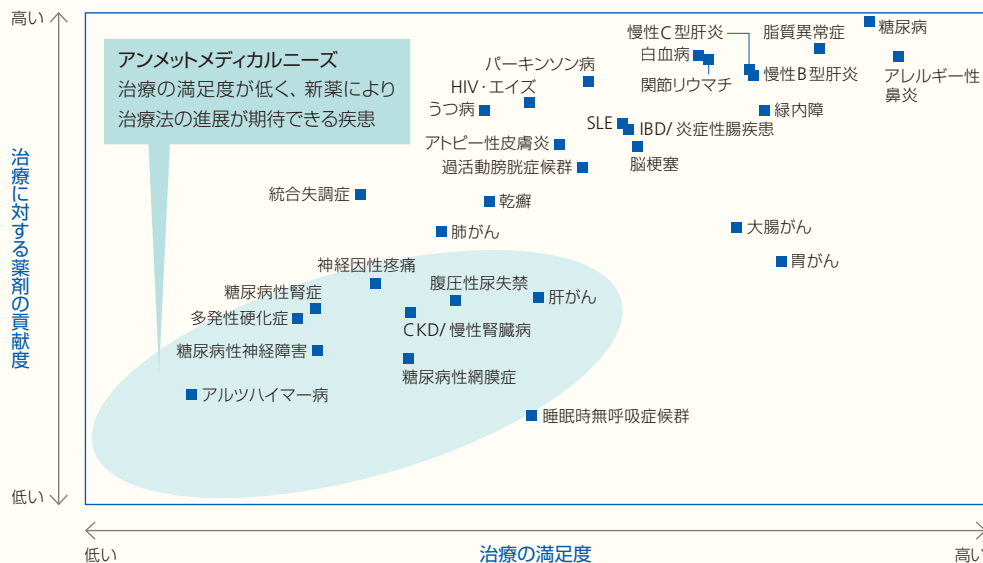 高い
アンメットメディカルニーズ
治療の満足度が低く、新薬により
治療法の進展が期待できる疾患
糖尿病
慢性C型肝炎
脂質異常症
白血病
アレルギー性
鼻炎
関節リウマチ
慢性B型肝炎
パーキンソン病
HIV・エイズ
うつ病
緑内障
SLE
IBD/炎症性腸疾患
アトピー性皮膚炎
脳梗塞
過活動膀胱症候群
統合失調症
乾癬
肺がん
大腸がん
胃がん
神経因性疼痛
腹圧性尿失禁
肝がん
糖尿病性腎症
多発性硬化症
CKD/慢性腎臓病
糖尿病性神経障害
糖尿病性網膜症
アルツハイマー病
睡眠時無呼吸症候群
治療に対する薬剤の貢献度
低い
低い
治療の満足度
高い